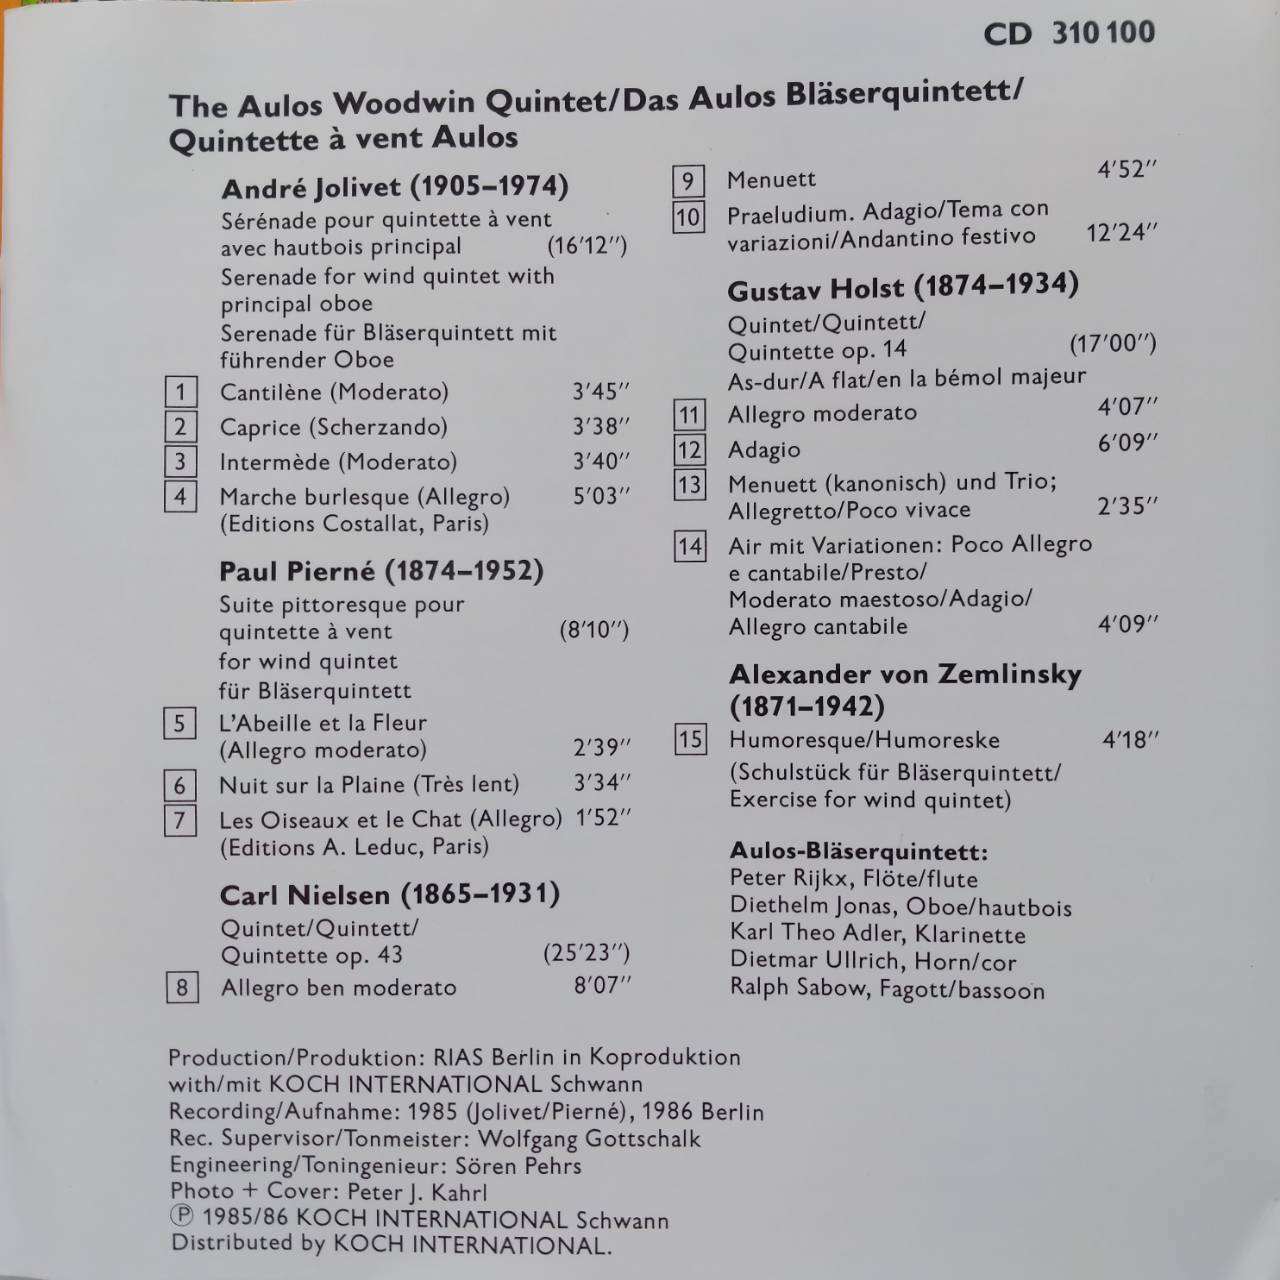 CD 310 100
The Aulos Woodwin Quintet/Das Aulos Bläserquintett/
Quintette à vent Aulos
André Jolivet (1905–1974)
Sérénade pour quintette à vent
avec hautbois principal (16′12″)
Serenade for wind quintet with
principal oboe
Serenade für Bläserquintett mit
führender Oboe
1 Cantilène (Moderato) 3′45″
2 Caprice (Scherzando) 3′38″
3 Intermède (Moderato) 3′40″
4 Marche burlesque (Allegro) 5′03″
(Editions Costallat, Paris)
Paul Pierné (1874–1952)
Suite pittoresque pour
quintette à vent (8′10″)
for wind quintet
für Bläserquintett
5 L’Abeille et la Fleur
(Allegro moderato) 2′39″
6 Nuit sur la Plaine (Très lent) 3′34″
7 Les Oiseaux et le Chat (Allegro) 1′52″
(Editions A. Leduc, Paris)
Carl Nielsen (1865–1931)
Quintet/Quintett/
Quintette op. 43 (25′23″)
8 Allegro ben moderato 8′07″
9 Menuett 4′52″
10 Praeludium. Adagio/Tema con
variazioni/Andantino festivo 12′24″
Gustav Holst (1874–1934)
Quintet/Quintett/
Quintette op. 14 (17′00″)
As-dur/A flat/en la bémol majeur
11 Allegro moderato 4′07″
12 Adagio 6′09″
13 Menuett (kanonisch) und Trio;
Allegretto/Poco vivace 2′35″
14 Air mit Variationen: Poco Allegro
e cantabile/Presto/
Moderato maestoso/Adagio/
Allegro cantabile 4′09″
Alexander von Zemlinsky
(1871–1942)
15 Humoresque/Humoreske 4′18″
(Schulstück für Bläserquintett/
Exercise for wind quintet)
Aulos-Bläserquintett:
Peter Rijkx, Flöte/flute
Diethelm Jonas, Oboe/hautbois
Karl Theo Adler, Klarinette
Dietmar Ullrich, Horn/cor
Ralph Sabow, Fagott/bassoon
Production/Produktion: RIAS Berlin in Koproduktion
with/mit KOCH INTERNATIONAL Schwann
Recording/Aufnahme: 1985 (Jolivet/Pierné), 1986 Berlin
Rec. Supervisor/Tonmeister: Wolfgang Gottschalk
Engineering/Toningenieur: Sören Pehrs
Photo + Cover: Peter J. Kahrl
℗ 1985/86 KOCH INTERNATIONAL Schwann
Distributed by KOCH INTERNATIONAL.